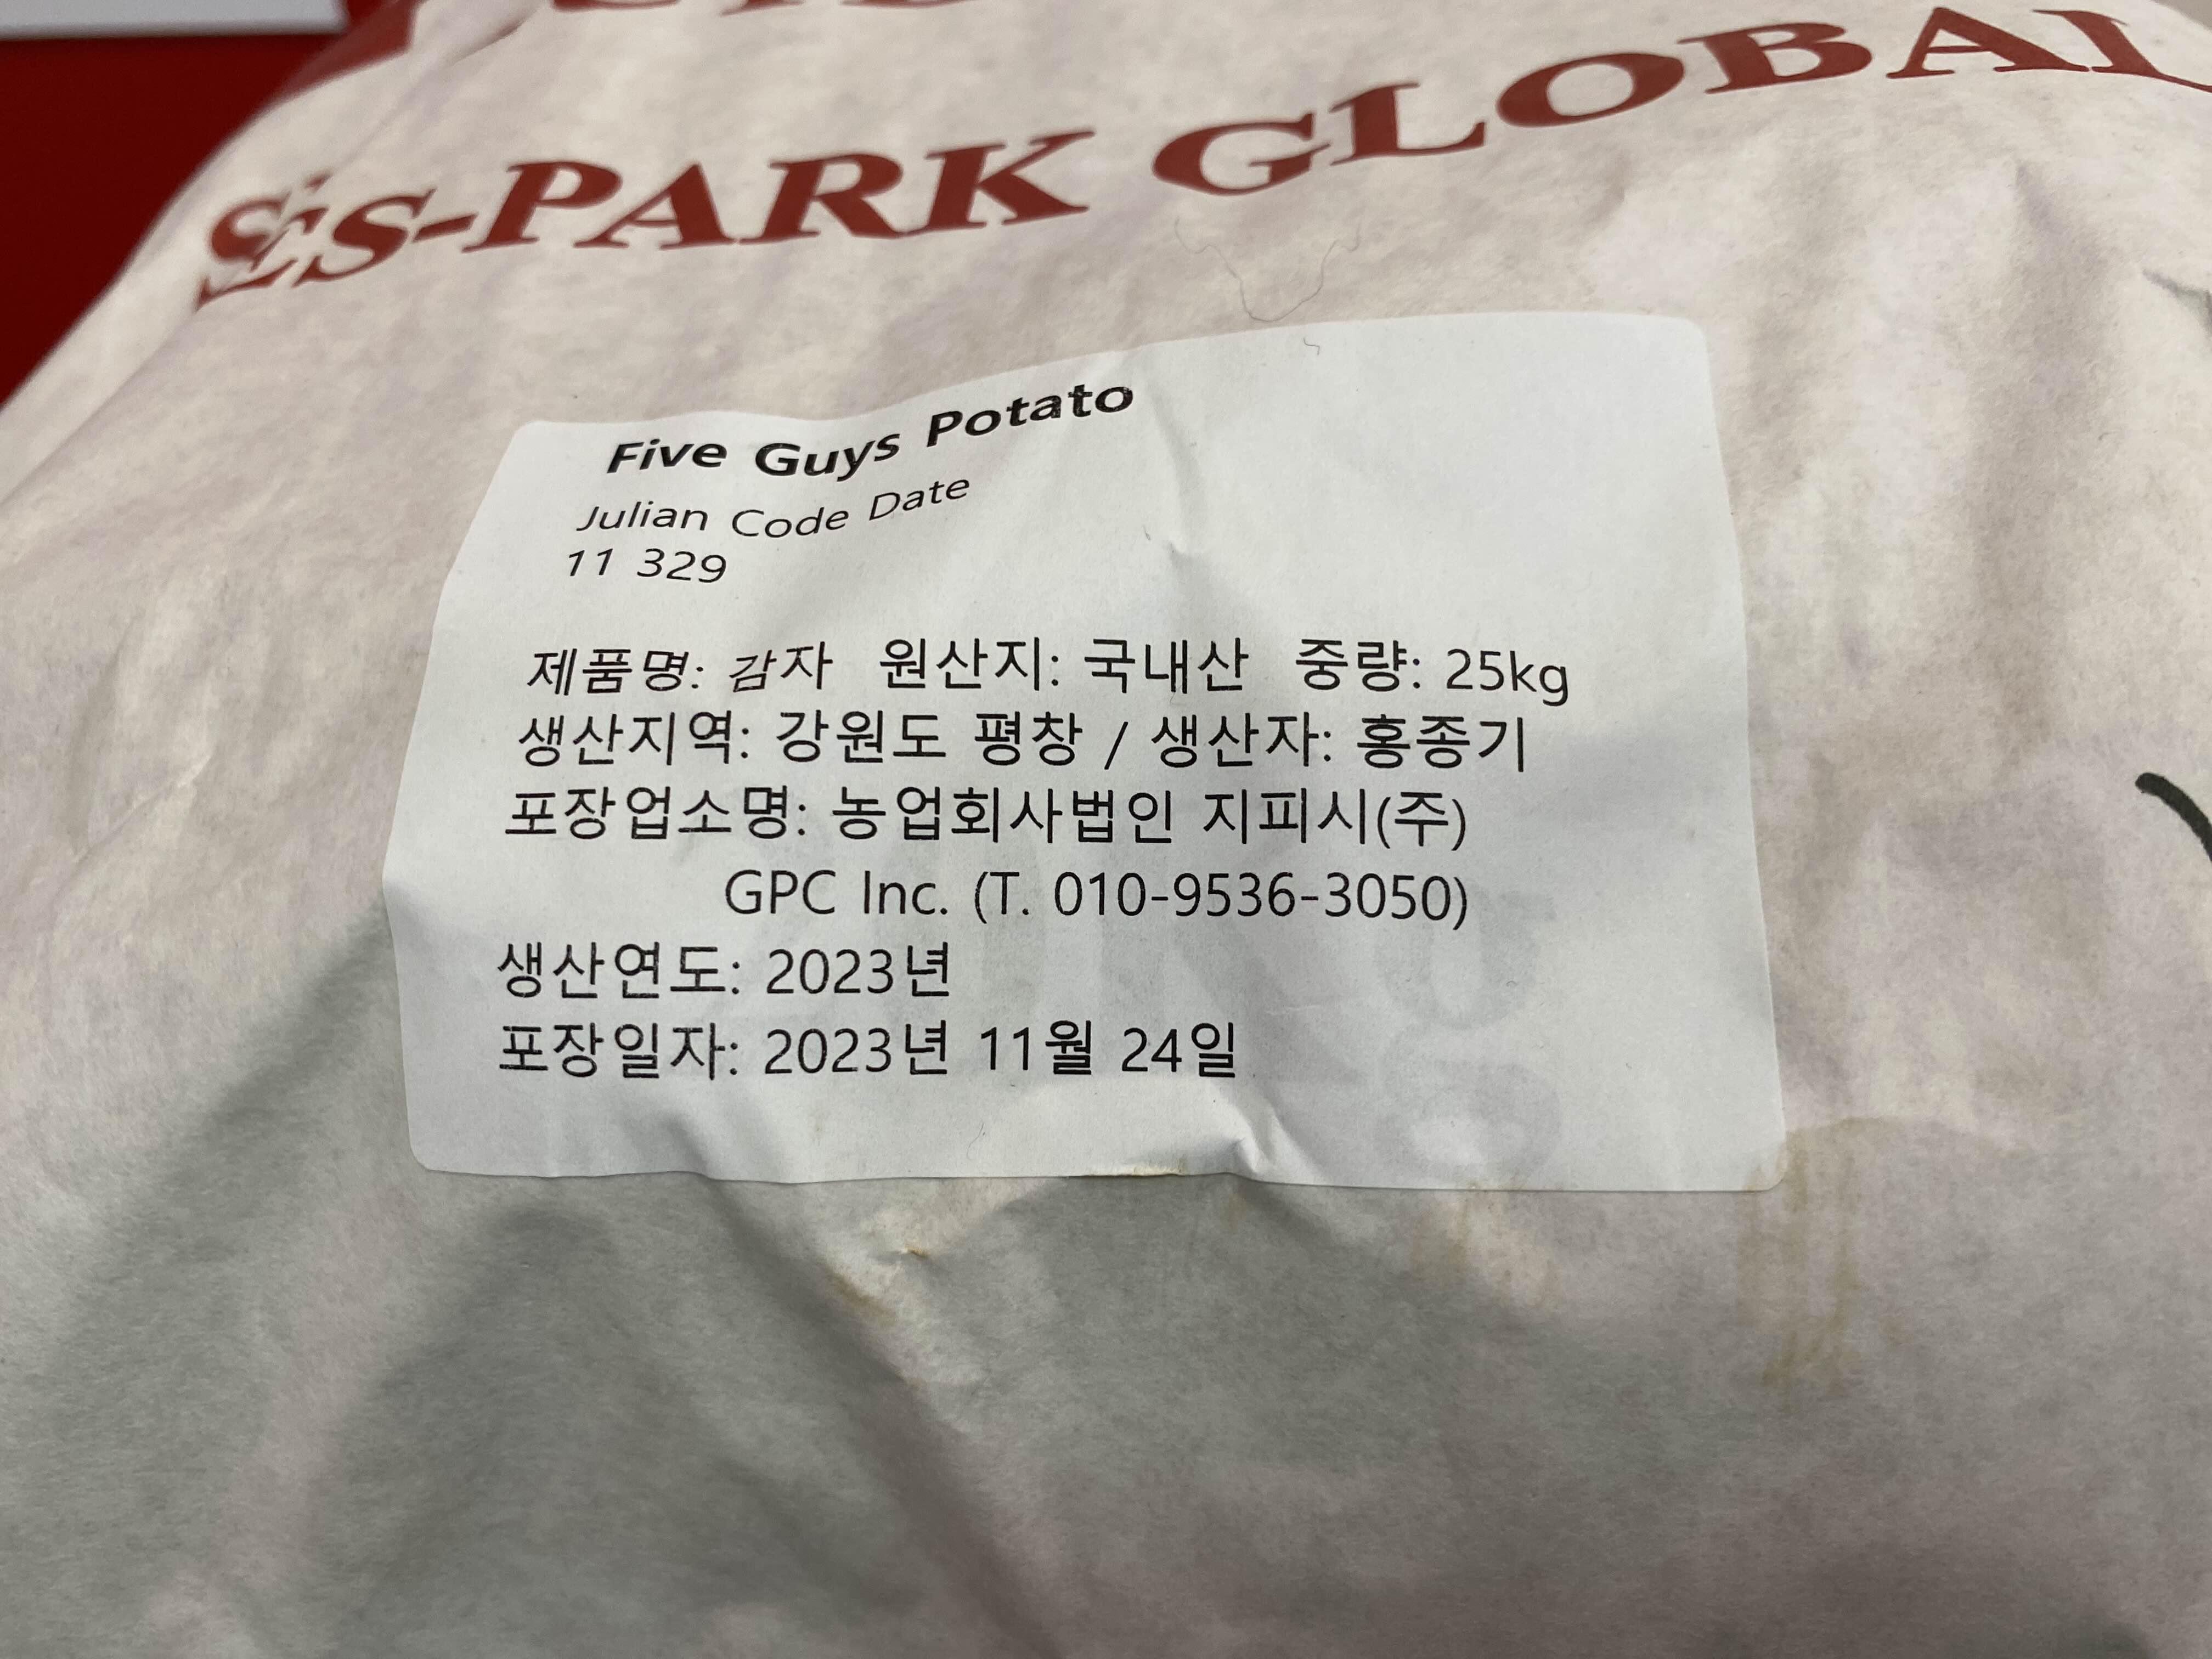 ES-PARK GLOBAL
Five Guys Potato
Julian Code Date
11 329
제품명: 감자 원산지: 국내산 중량: 25kg
생산지역: 강원도 평창 / 생산자: 홍종기
포장업소명: 농업회사법인 지피시(주)
GPC Inc. (T. 010-9536-3050)
생산연도: 2023년
포장일자: 2023년 11월 24일